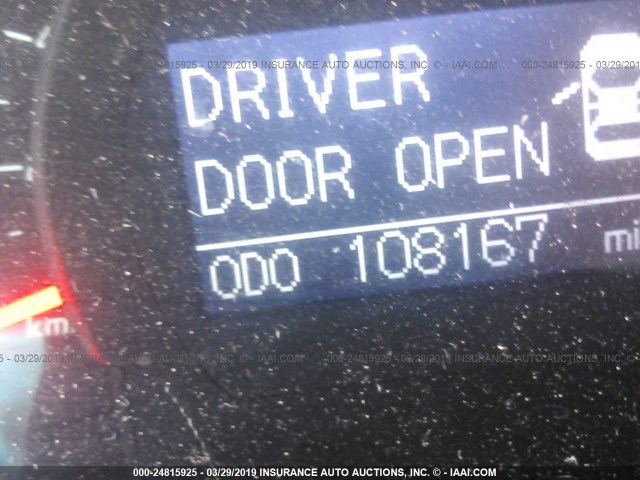 000-24815925 - 03/29/2019 INSURANCE AUTO AUCTIONS, INC. © - IAAI.COM
DRIVER
DOOR OPEN
ODO 108167 mi
km
000-24815925 - 03/29/2019 INSURANCE AUTO AUCTIONS, INC. © - IAAI.COM